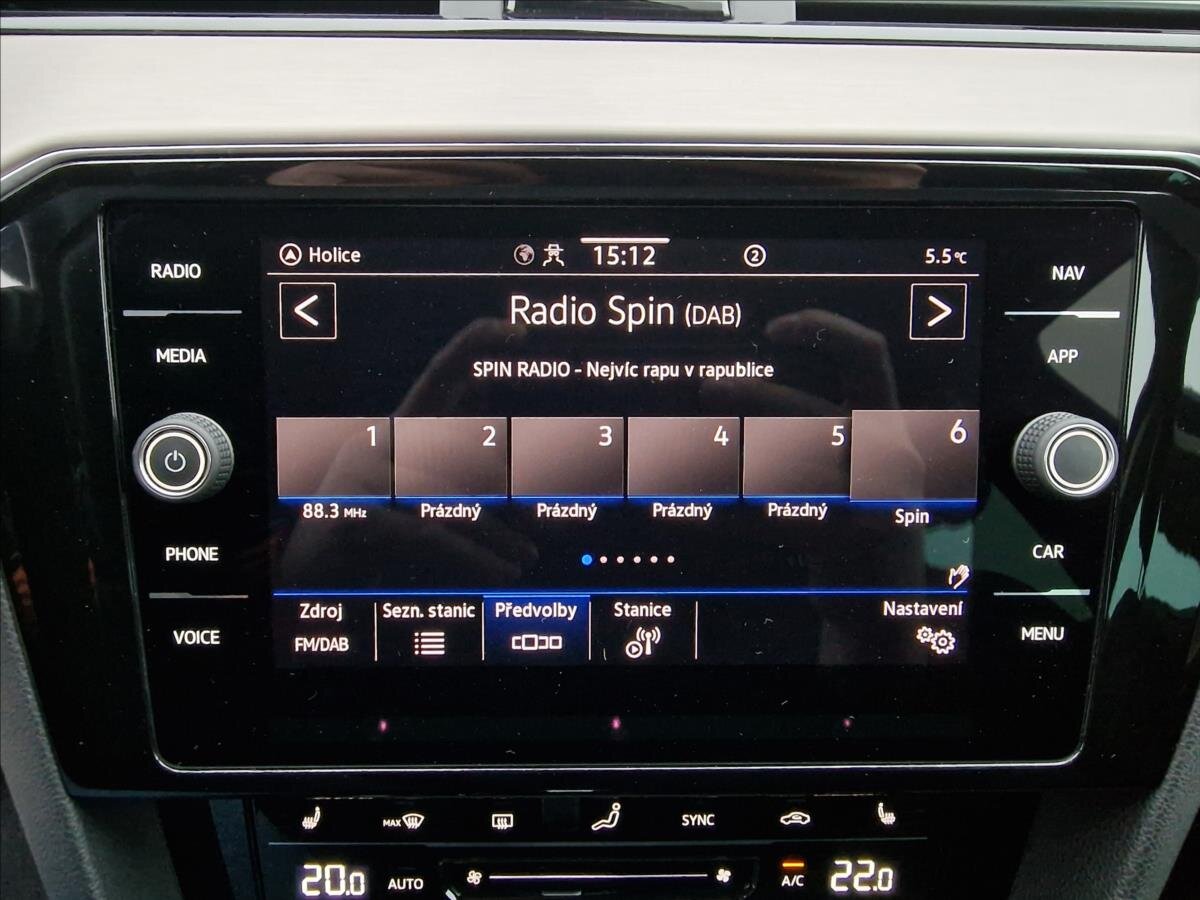 Holice 15:12 2 5.5 °C
RADIO
NAV
Radio Spin (DAB)
MEDIA
APP
SPIN RADIO - Nejvíc rapu v rapublice
1 2 3 4 5 6
88.3 MHz Prázdný Prázdný Prázdný Prázdný Spin
PHONE
CAR
Zdroj Sezn. stanic Předvolby Stanice Nastavení
FM/DAB
VOICE
MENU
MAX SYNC
20.0 AUTO A/C 22.0